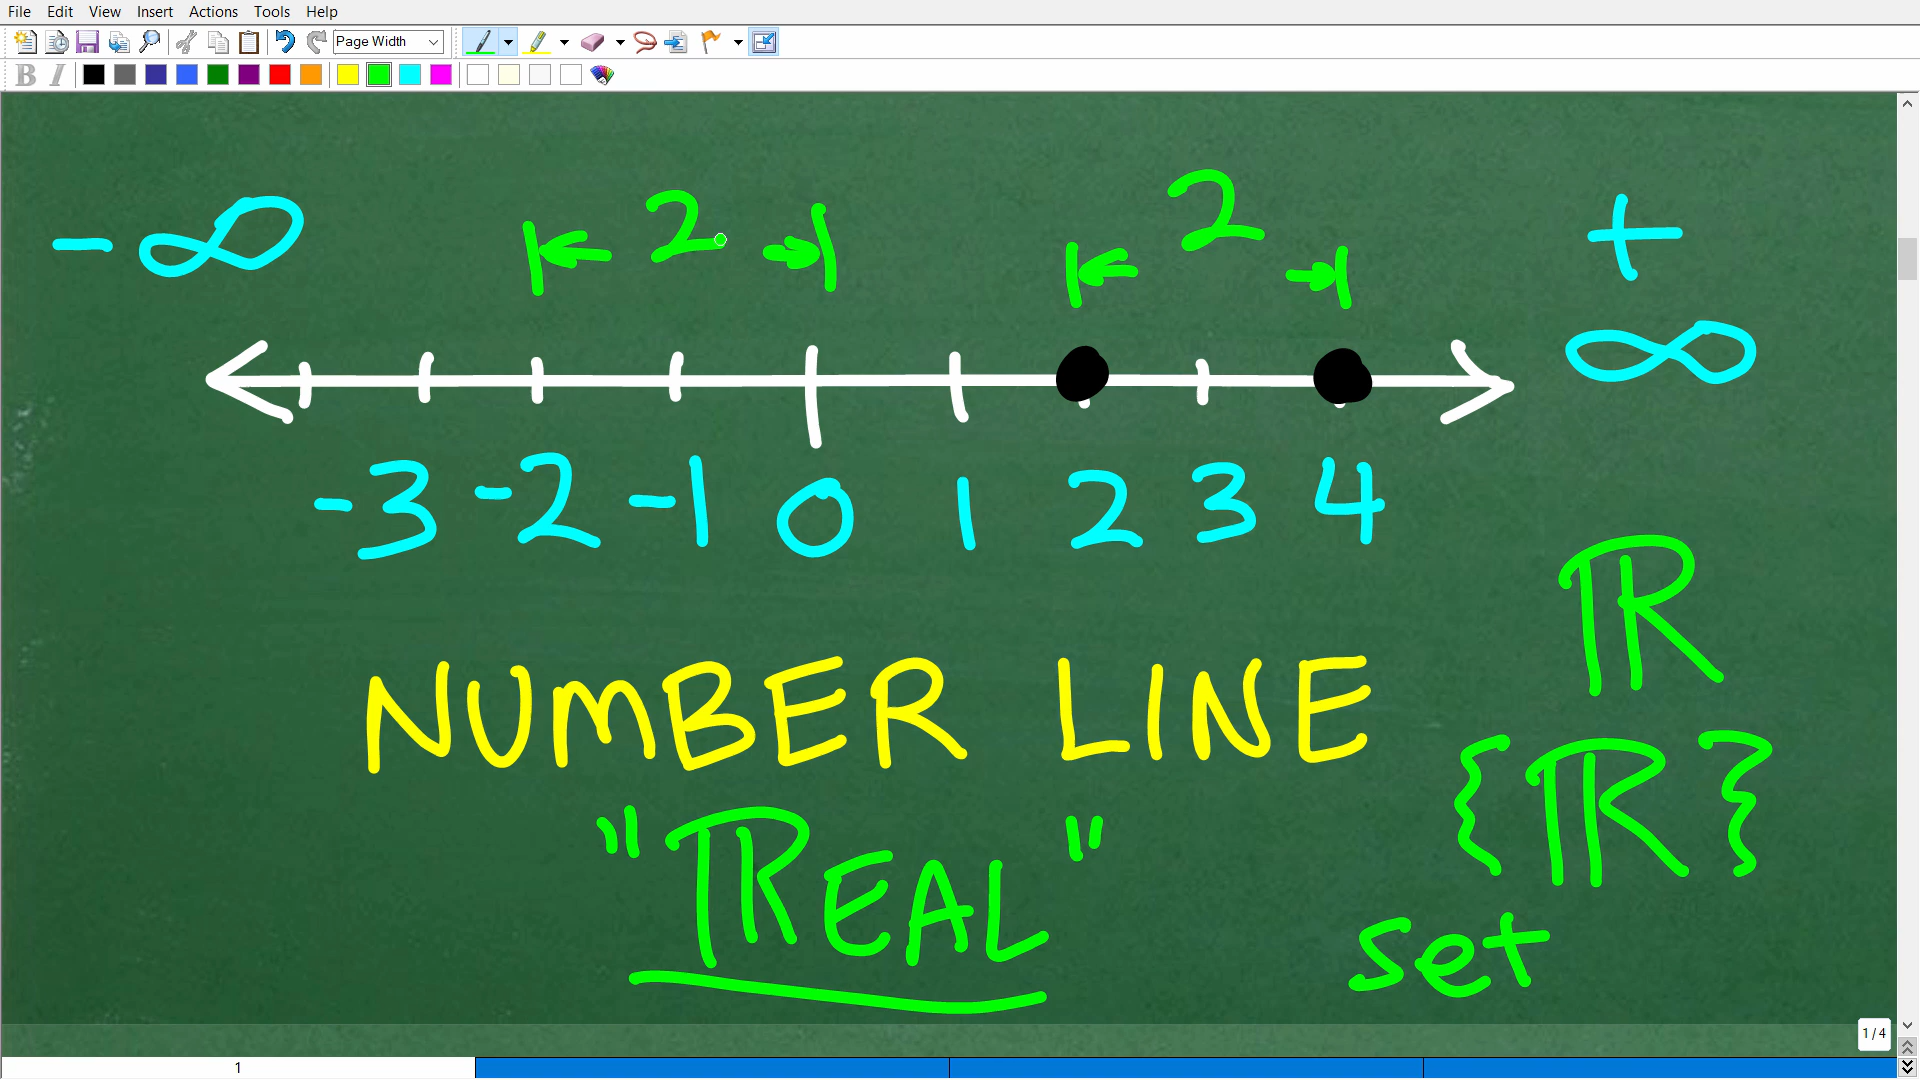 File Edit View Insert Actions Tools Help
Page Width
B I
-∞ 2 2 +
∞
-3 -2 -1 0 1 2 3 4
ℝ
NUMBER LINE
{ℝ}
"ℝEAL"
set
1 / 4
1